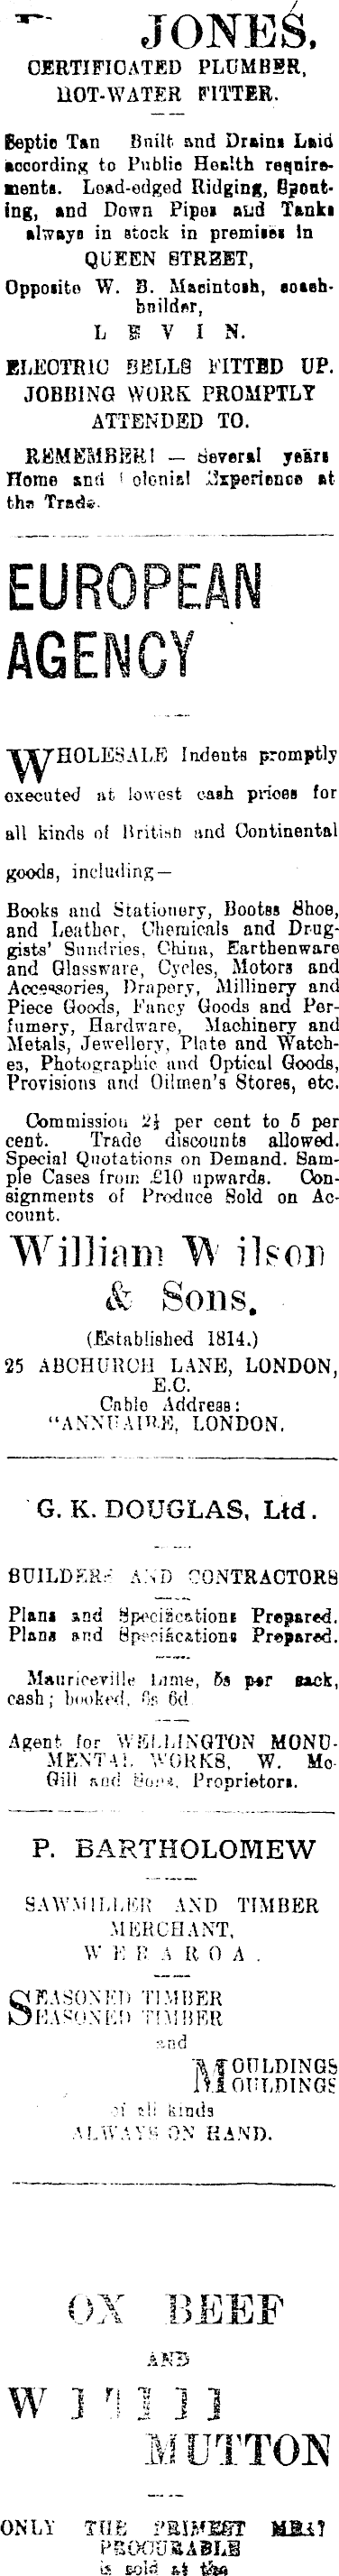 JONES,
CERTIFICATED PLUMBER,
HOT-WATER FITTER.
Septic Tan Built and Drains Laid
according to Public Health require-
ments. Lead-edged Ridging, Spout-
ing, and Down Pipes and Tanks
always in stock in premises in
QUEEN STREET,
Opposite W. B. Macintosh, coach-
builder,
LEVIN.
ELECTRIC BELLS FITTED UP.
JOBBING WORK PROMPTLY
ATTENDED TO.
REMEMBER! — Several years
Home and Colonial Experience at
the Trade.
EUROPEAN
AGENCY
WHOLESALE Indents promptly
executed at lowest cash prices for
all kinds of British and Continental
goods, including—
Books and Stationery, Bootss Shoe,
and Leather, Chemicals and Drug-
gists' Sundries, China, Earthenware
and Glassware, Cycles, Motors and
Accessories, Drapery, Millinery and
Piece Goods, Fancy Goods and Per-
fumery, Hardware, Machinery and
Metals, Jewellery, Plate and Watch-
es, Photographic and Optical Goods,
Provisions and Oilmen's Stores, etc.
Commission 2½ per cent to 5 per
cent. Trade discounts allowed.
Special Quotations on Demand. Sam-
ple Cases from £10 upwards. Con-
signments of Produce Sold on Ac-
count.
William Wilson
& Sons.
(Established 1814.)
25 ABCHURCH LANE, LONDON,
E.C.
Cable Address:
"ANNUAIRE, LONDON.
G. K. DOUGLAS, Ltd.
BUILDERS AND CONTRACTORS
Plans and Specifications Prepared.
Plans and Specifications Prepared.
Mauriceville Lime, 5s per sack,
cash; booked, 6s 6d
Agent for WELLINGTON MONU-
MENTAL WORKS, W. Mc-
Gill and Sons, Proprietors.
P. BARTHOLOMEW
SAWMILLER AND TIMBER
MERCHANT,
WERAROA.
SEASONED TIMBER
SEASONED TIMBER
and
MOULDINGS
MOULDINGS
of all kinds
ALWAYS ON HAND.
OX BEEF
AND
MUTTON
ONLY THE PRIMEST MEAT
PROCURABLE
is sold at the